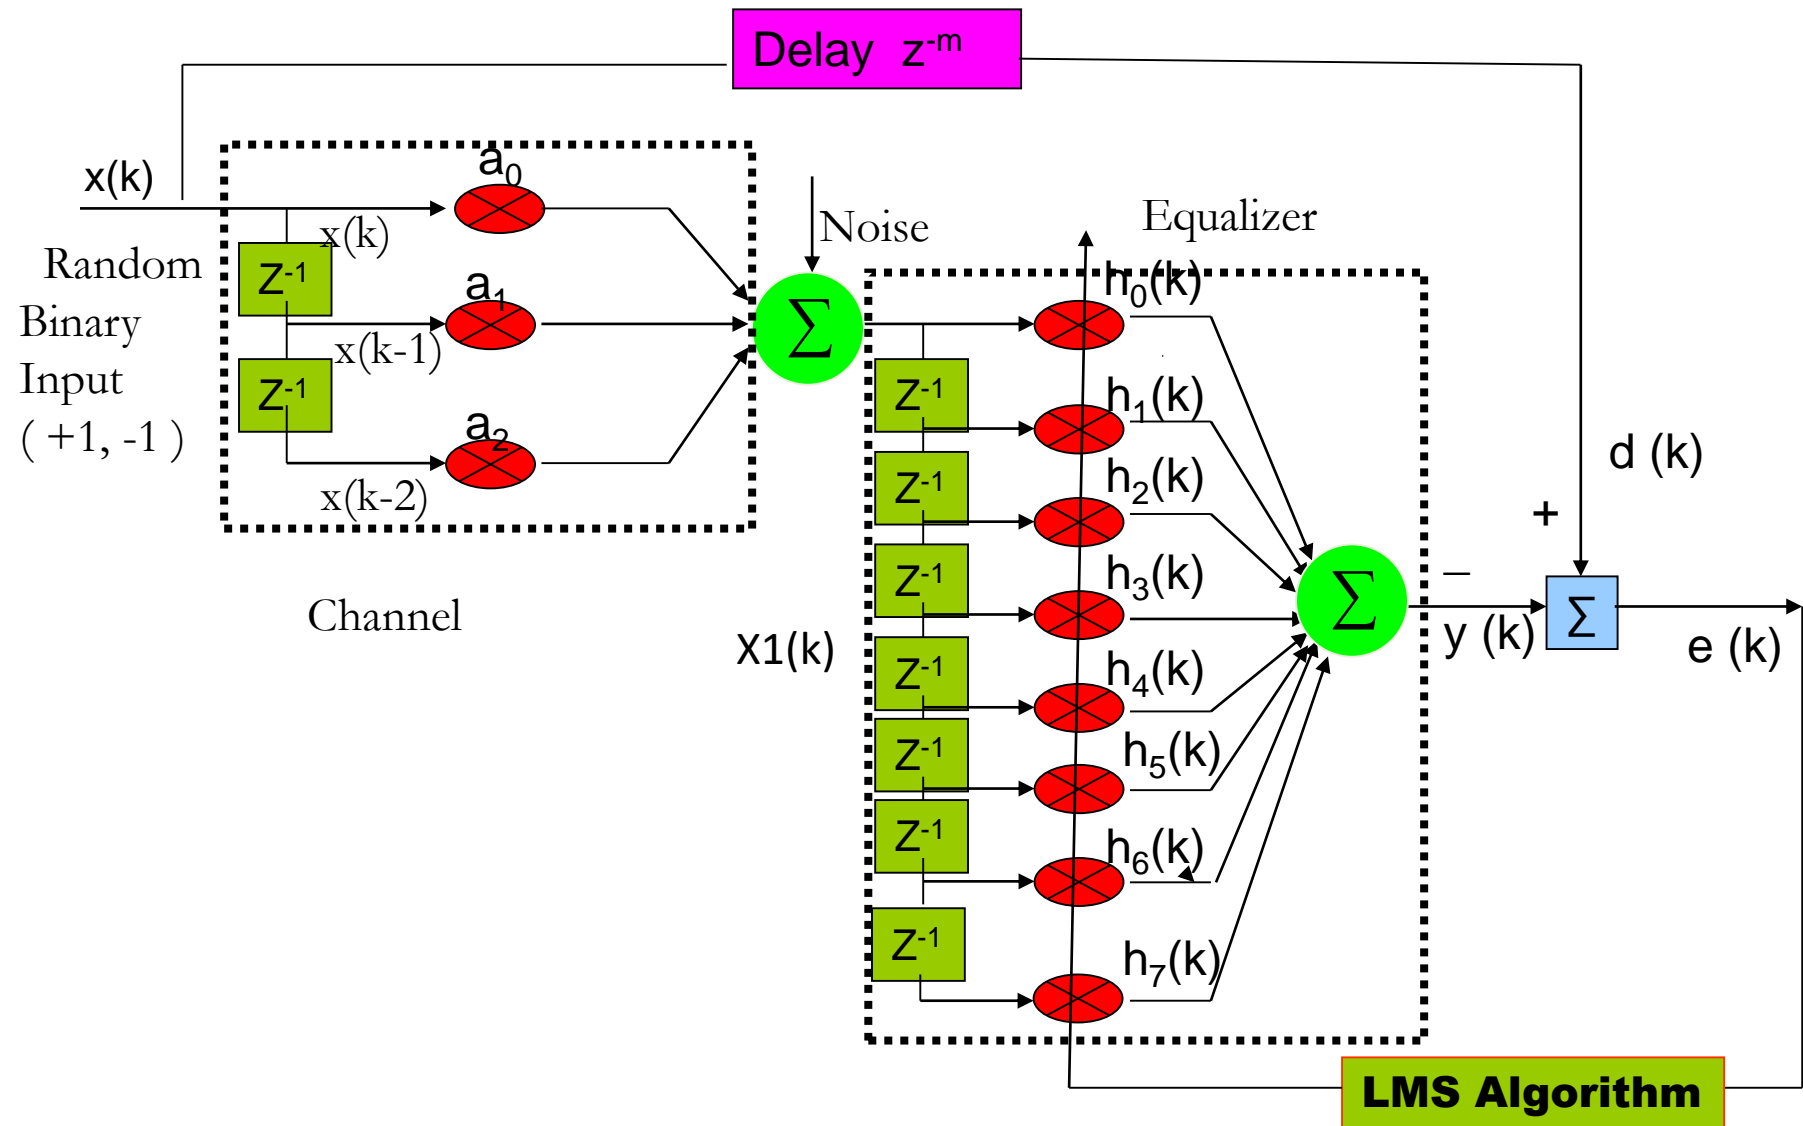 Delay z⁻ᵐ
x(k)
a₀
x(k)
Noise
Equalizer
Random
Binary
Input
( +1, -1 )
Z⁻¹
a₁
x(k-1)
Z⁻¹
a₂
x(k-2)
Σ
Channel
X1(k)
h₀(k)
Z⁻¹
h₁(k)
Z⁻¹
h₂(k)
Z⁻¹
h₃(k)
Z⁻¹
h₄(k)
Z⁻¹
h₅(k)
Z⁻¹
h₆(k)
Z⁻¹
h₇(k)
Σ
d (k)
+
–
y (k)
Σ
e (k)
LMS Algorithm